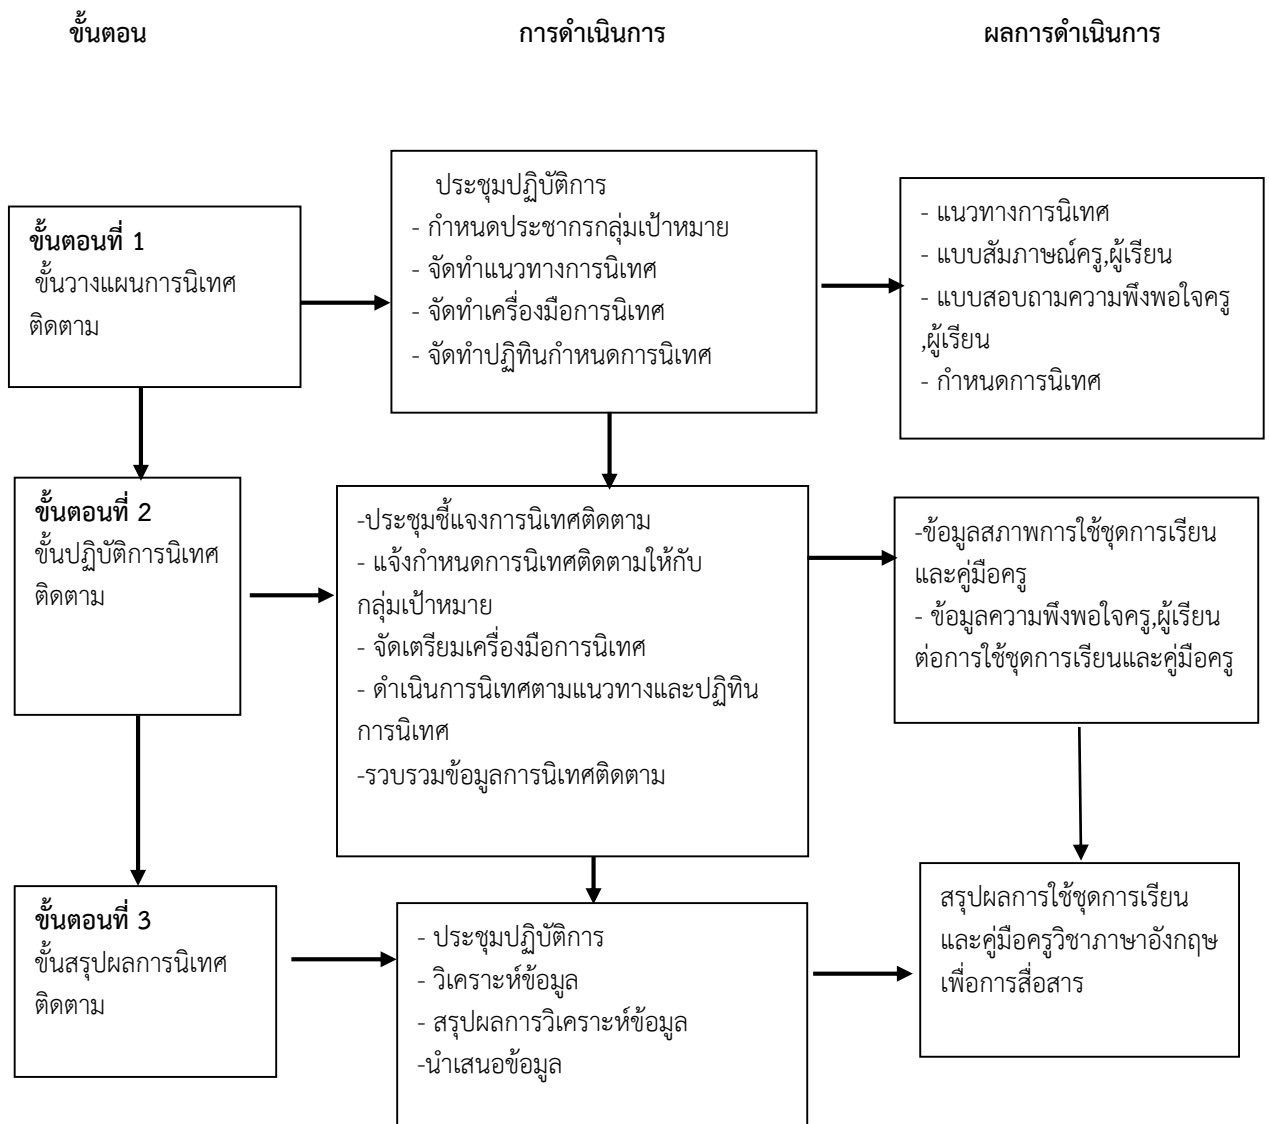 ขั้นตอน
การดำเนินการ
ผลการดำเนินการ
ขั้นตอนที่ 1
ขั้นวางแผนการนิเทศ
ติดตาม
ประชุมปฏิบัติการ
- กำหนดประชากรกลุ่มเป้าหมาย
- จัดทำแนวทางการนิเทศ
- จัดทำเครื่องมือการนิเทศ
- จัดทำปฏิทินกำหนดการนิเทศ
- แนวทางการนิเทศ
- แบบสัมภาษณ์ครู,ผู้เรียน
- แบบสอบถามความพึงพอใจครู
,ผู้เรียน
- กำหนดการนิเทศ
ขั้นตอนที่ 2
ขั้นปฏิบัติการนิเทศ
ติดตาม
-ประชุมชี้แจงการนิเทศติดตาม
- แจ้งกำหนดการนิเทศติดตามให้กับ
กลุ่มเป้าหมาย
- จัดเตรียมเครื่องมือการนิเทศ
- ดำเนินการนิเทศตามแนวทางและปฏิทิน
การนิเทศ
-รวบรวมข้อมูลการนิเทศติดตาม
-ข้อมูลสภาพการใช้ชุดการเรียน
และคู่มือครู
- ข้อมูลความพึงพอใจครู,ผู้เรียน
ต่อการใช้ชุดการเรียนและคู่มือครู
ขั้นตอนที่ 3
ขั้นสรุปผลการนิเทศ
ติดตาม
- ประชุมปฏิบัติการ
- วิเคราะห์ข้อมูล
- สรุปผลการวิเคราะห์ข้อมูล
-นำเสนอข้อมูล
สรุปผลการใช้ชุดการเรียน
และคู่มือครูวิชาภาษาอังกฤษ
เพื่อการสื่อสาร